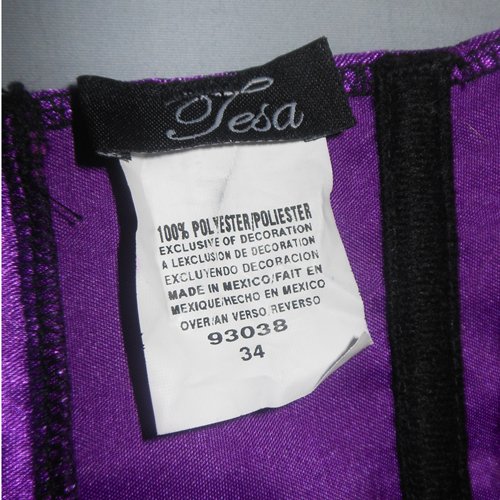 Tesa
100% POLYESTER/POLIESTER
EXCLUSIVE OF DECORATION
A LEXCLUSION DE DECORATION
EXCLUYENDO DECORACION
MADE IN MEXICO/FAIT EN
MEXIQUE/HECHO EN MEXICO
OVER/AN VERSO/REVERSO
93038
34